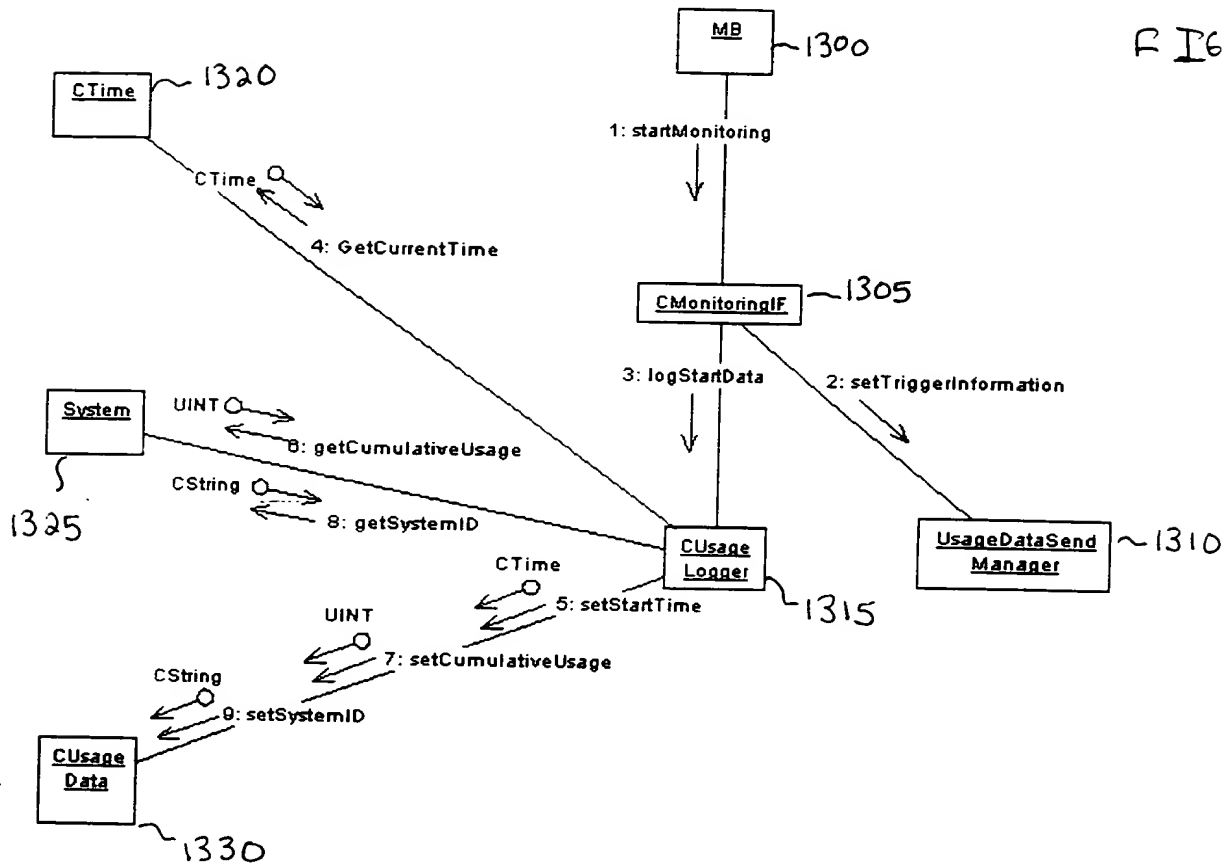 MB
1300
F IG
CTime
1320
1: startMonitoring
CTime
4: GetCurrentTime
CMonitoringIF
1305
3: logStartData
2: setTriggerInformation
System
1325
UINT
6: getCumulativeUsage
CString
8: getSystemID
CUsage
Logger
1315
UsageDataSend
Manager
1310
CTime
5: setStartTime
UINT
7: setCumulativeUsage
CString
9: setSystemID
CUsage
Data
1330